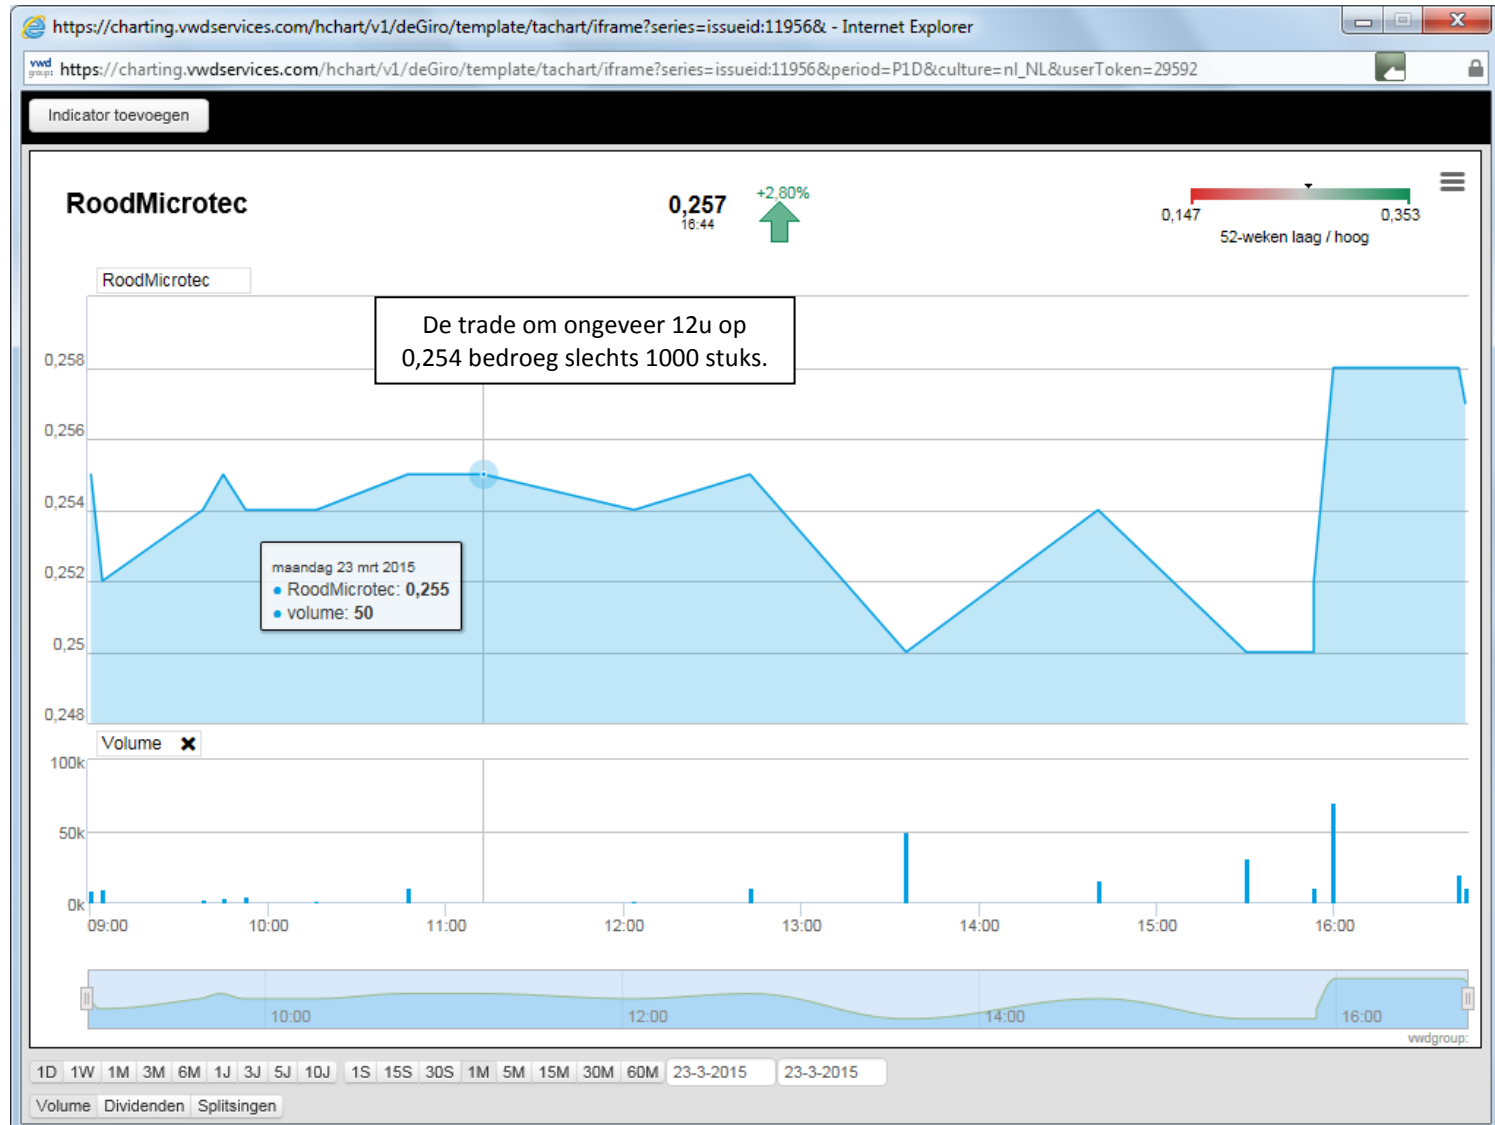 https://charting.vwdservices.com/hchart/v1/deGiro/template/tachart/iframe?series=issueid:11956& - Internet Explorer
vwd group: https://charting.vwdservices.com/hchart/v1/deGiro/template/tachart/iframe?series=issueid:11956&period=P1D&culture=nl_NL&userToken=29592
Indicator toevoegen
RoodMicrotec
0,257
16:44
+2,80%
0,147 0,353
52-weken laag / hoog
RoodMicrotec
De trade om ongeveer 12u op
0,254 bedroeg slechts 1000 stuks.
0,258
0,256
0,254
0,252
0,25
0,248
maandag 23 mrt 2015
• RoodMicrotec: 0,255
• volume: 50
Volume ✖
100k
50k
0k
09:00 10:00 11:00 12:00 13:00 14:00 15:00 16:00
10:00 12:00 14:00 16:00
vwdgroup:
1D 1W 1M 3M 6M 1J 3J 5J 10J 1S 15S 30S 1M 5M 15M 30M 60M 23-3-2015 23-3-2015
Volume Dividenden Splitsingen